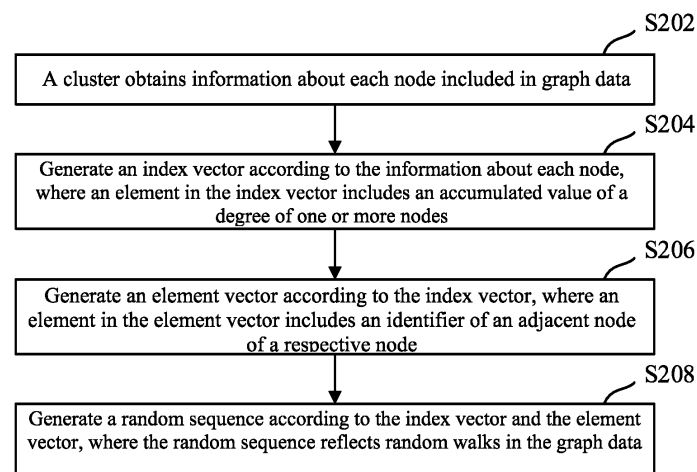 S202
A cluster obtains information about each node included in graph data
S204
Generate an index vector according to the information about each node,
where an element in the index vector includes an accumulated value of a
degree of one or more nodes
S206
Generate an element vector according to the index vector, where an
element in the element vector includes an identifier of an adjacent node
of a respective node
S208
Generate a random sequence according to the index vector and the element
vector, where the random sequence reflects random walks in the graph data